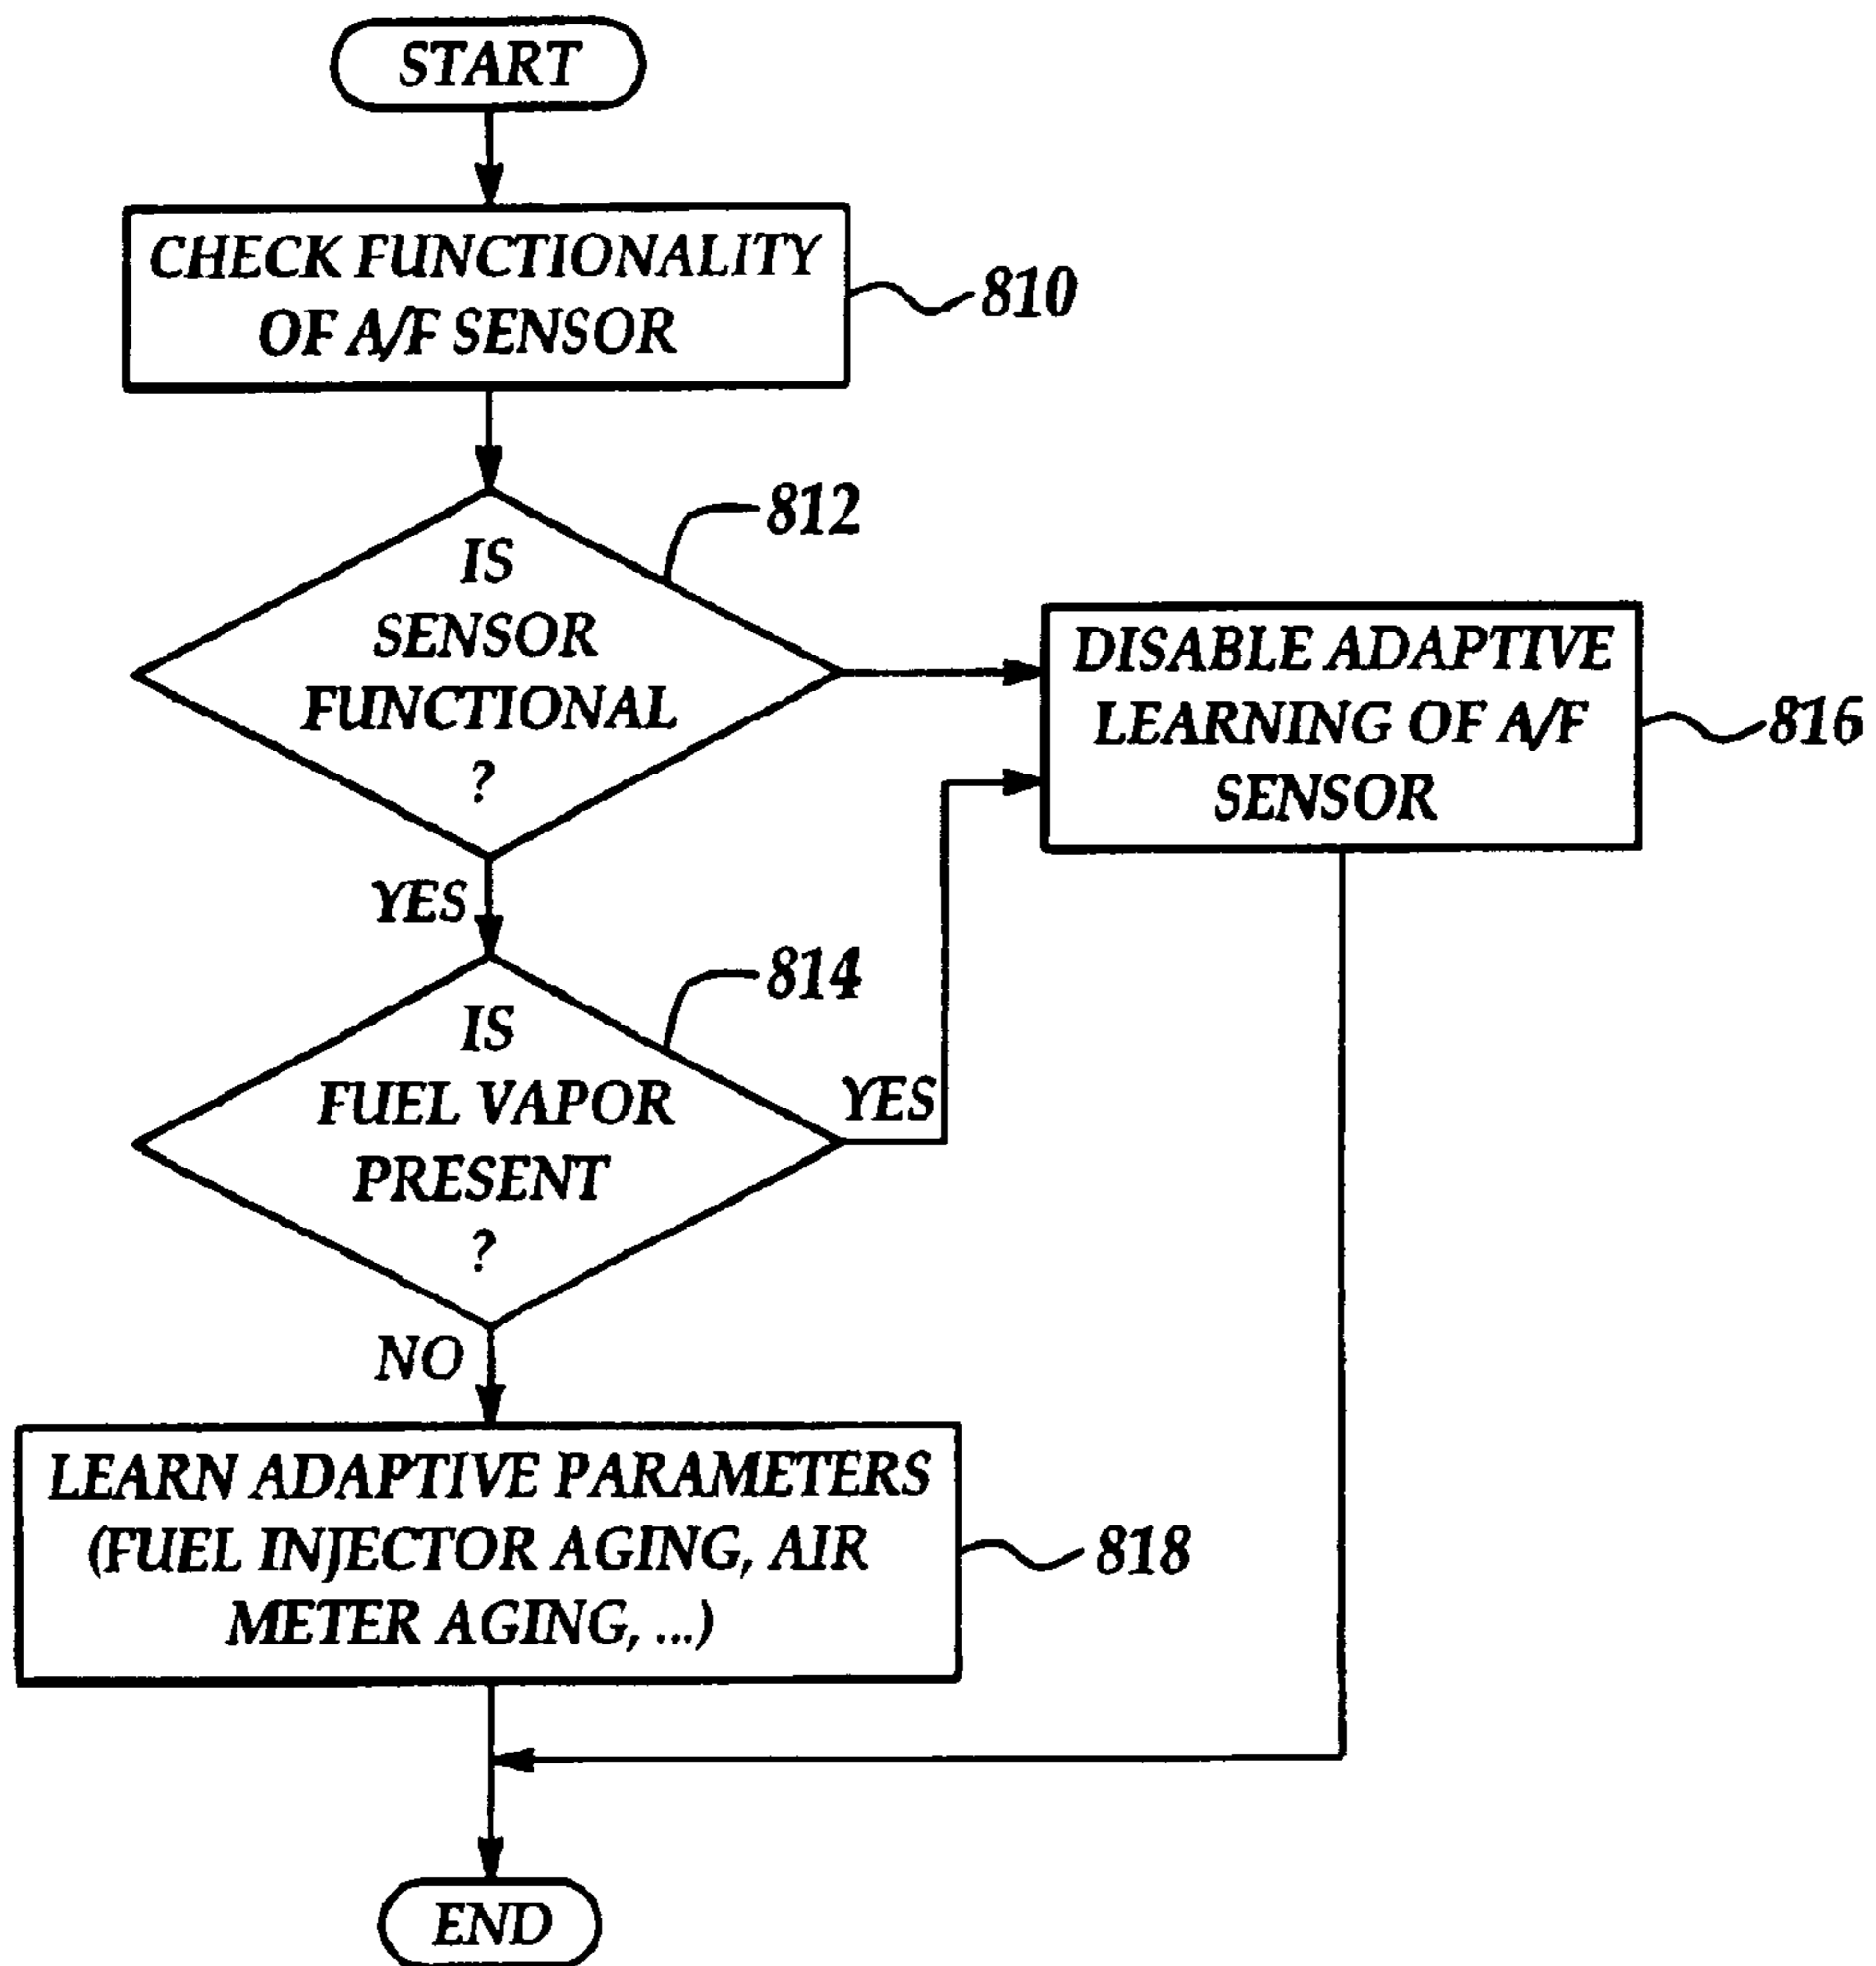 START
CHECK FUNCTIONALITY
OF A/F SENSOR
810
812
IS
SENSOR
FUNCTIONAL
?
DISABLE ADAPTIVE
LEARNING OF A/F
SENSOR
816
YES
814
IS
FUEL VAPOR
PRESENT
?
YES
NO
LEARN ADAPTIVE PARAMETERS
(FUEL INJECTOR AGING, AIR
METER AGING, ...)
818
END